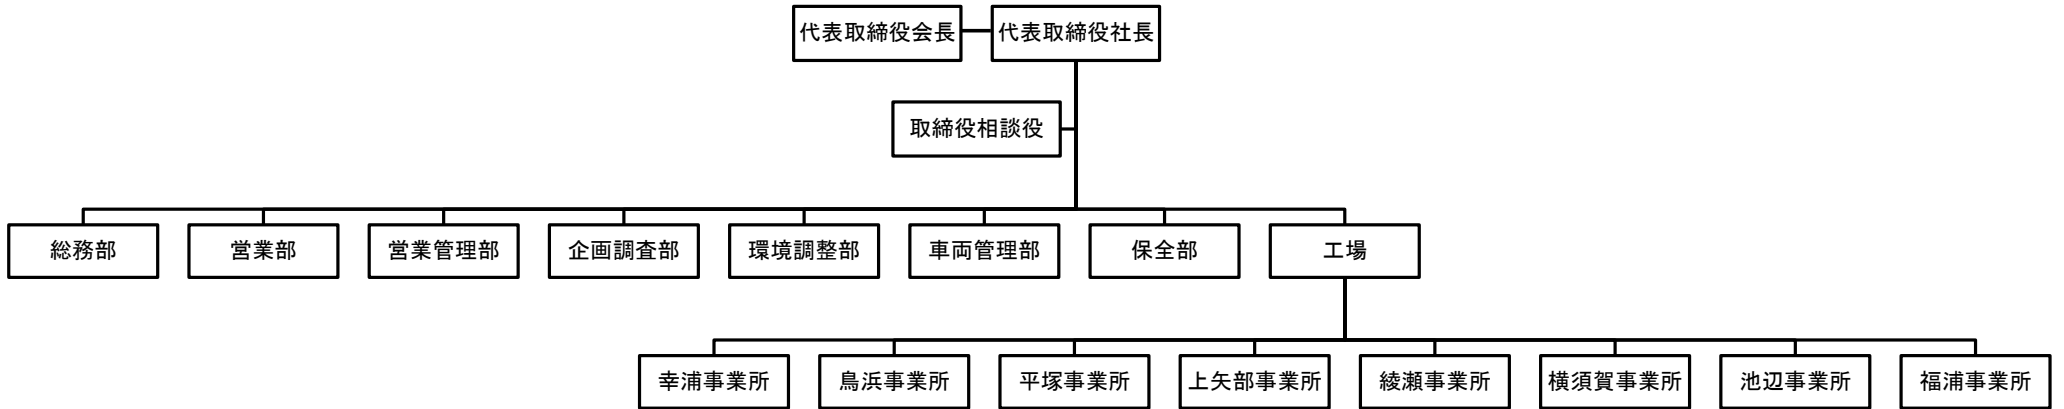 代表取締役会長
代表取締役社長
取締役相談役
総務部
営業部
営業管理部
企画調査部
環境調整部
車両管理部
保全部
工場
幸浦事業所
鳥浜事業所
平塚事業所
上矢部事業所
綾瀬事業所
横須賀事業所
池辺事業所
福浦事業所